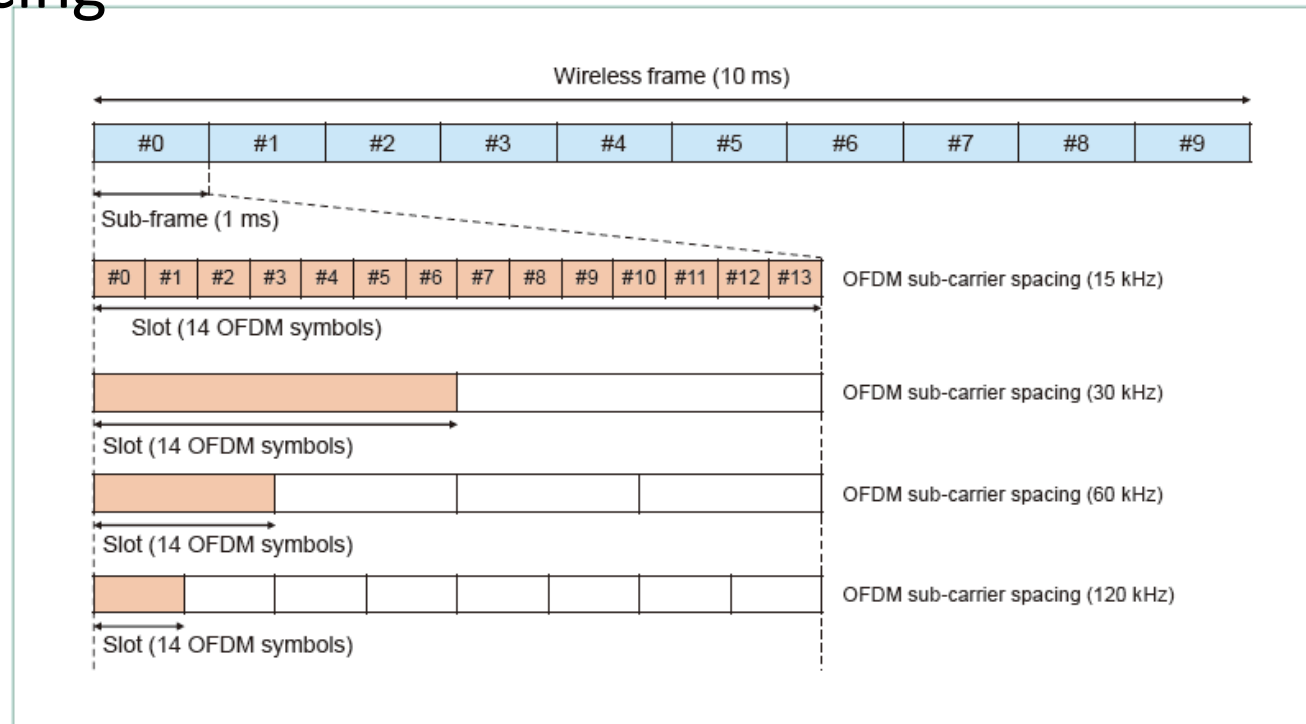 Wireless frame (10 ms)
#0 #1 #2 #3 #4 #5 #6 #7 #8 #9
Sub-frame (1 ms)
#0 #1 #2 #3 #4 #5 #6 #7 #8 #9 #10 #11 #12 #13 OFDM sub-carrier spacing (15 kHz)
Slot (14 OFDM symbols)
OFDM sub-carrier spacing (30 kHz)
Slot (14 OFDM symbols)
OFDM sub-carrier spacing (60 kHz)
Slot (14 OFDM symbols)
OFDM sub-carrier spacing (120 kHz)
Slot (14 OFDM symbols)